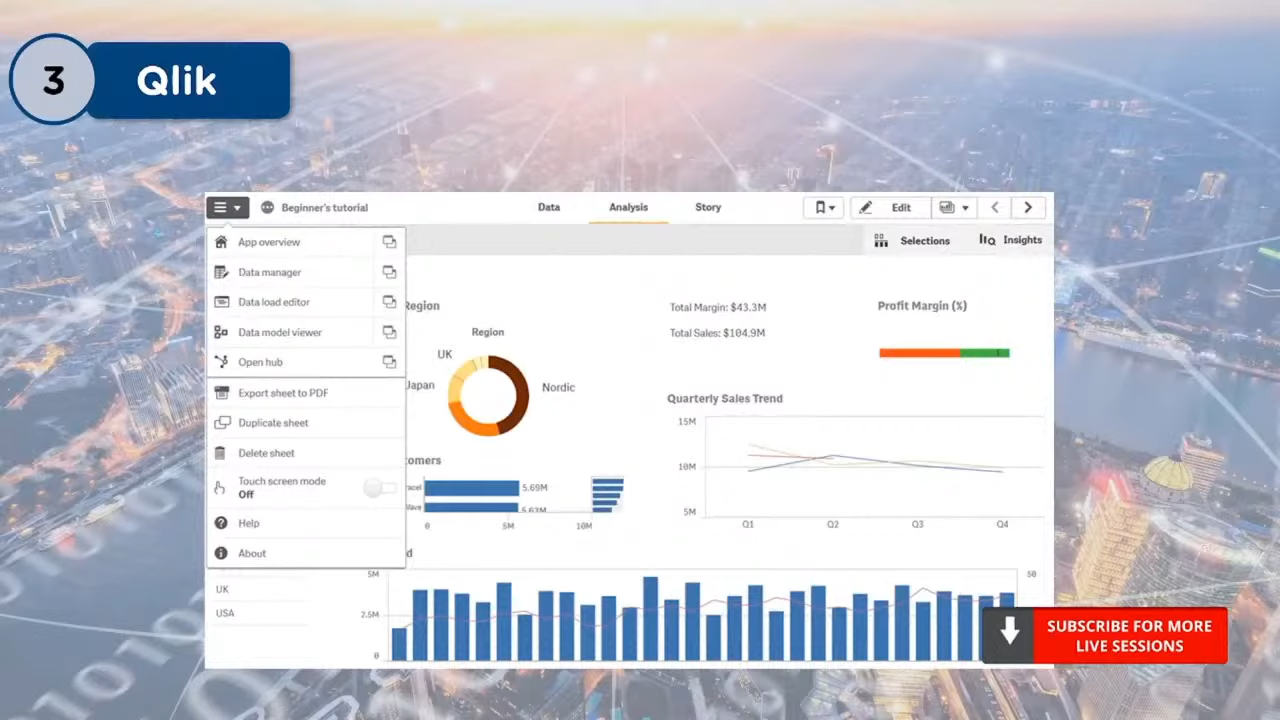 3
Qlik
Beginner's tutorial
Data
Analysis
Story
Edit
Selections
Insights
App overview
Data manager
Data load editor
Data model viewer
Open hub
Export sheet to PDF
Duplicate sheet
Delete sheet
Touch screen mode
Off
Help
About
Region
Region
UK
Japan
Nordic
Total Margin: $43.3M
Total Sales: $104.9M
Profit Margin (%)
Quarterly Sales Trend
15M
10M
5M
Q1
Q2
Q3
Q4
5.69M
5.63M
0
5M
10M
UK
USA
5M
2.5M
0
50
SUBSCRIBE FOR MORE
LIVE SESSIONS